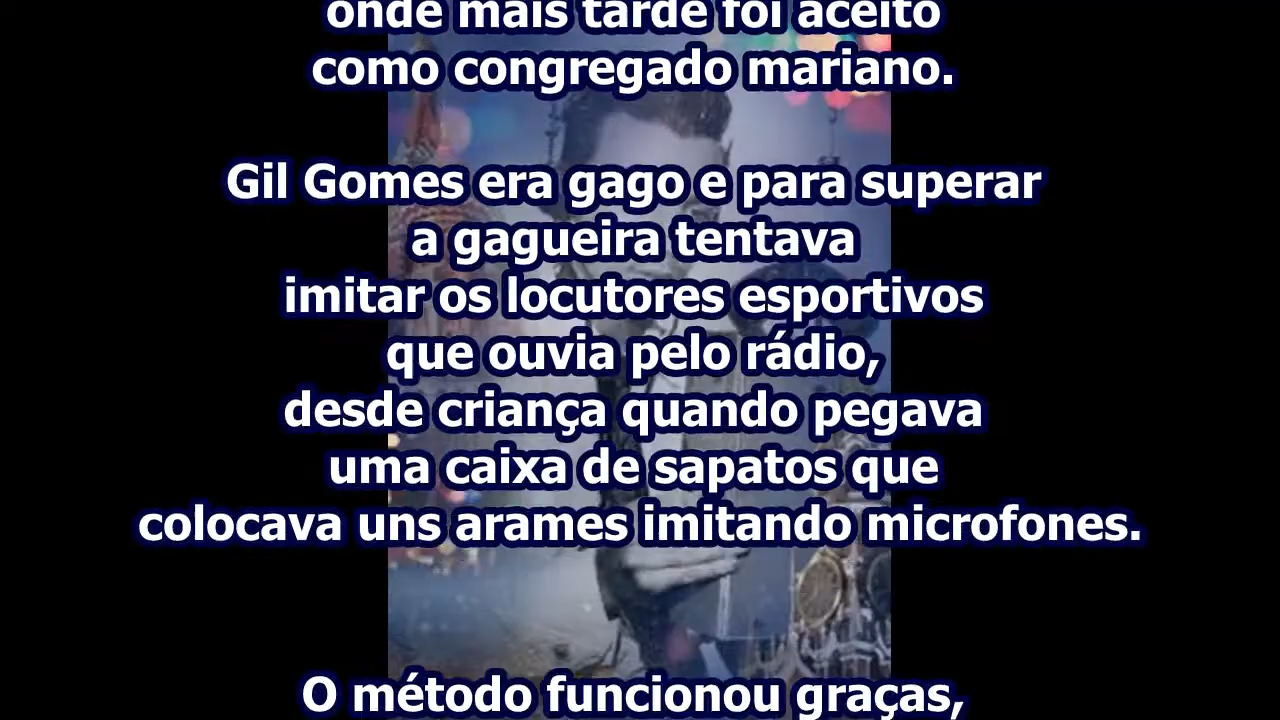 onde mais tarde foi aceito
como congregado mariano.
Gil Gomes era gago e para superar
a gagueira tentava
imitar os locutores esportivos
que ouvia pelo rádio,
desde criança quando pegava
uma caixa de sapatos que
colocava uns arames imitando microfones.
O método funcionou graças,